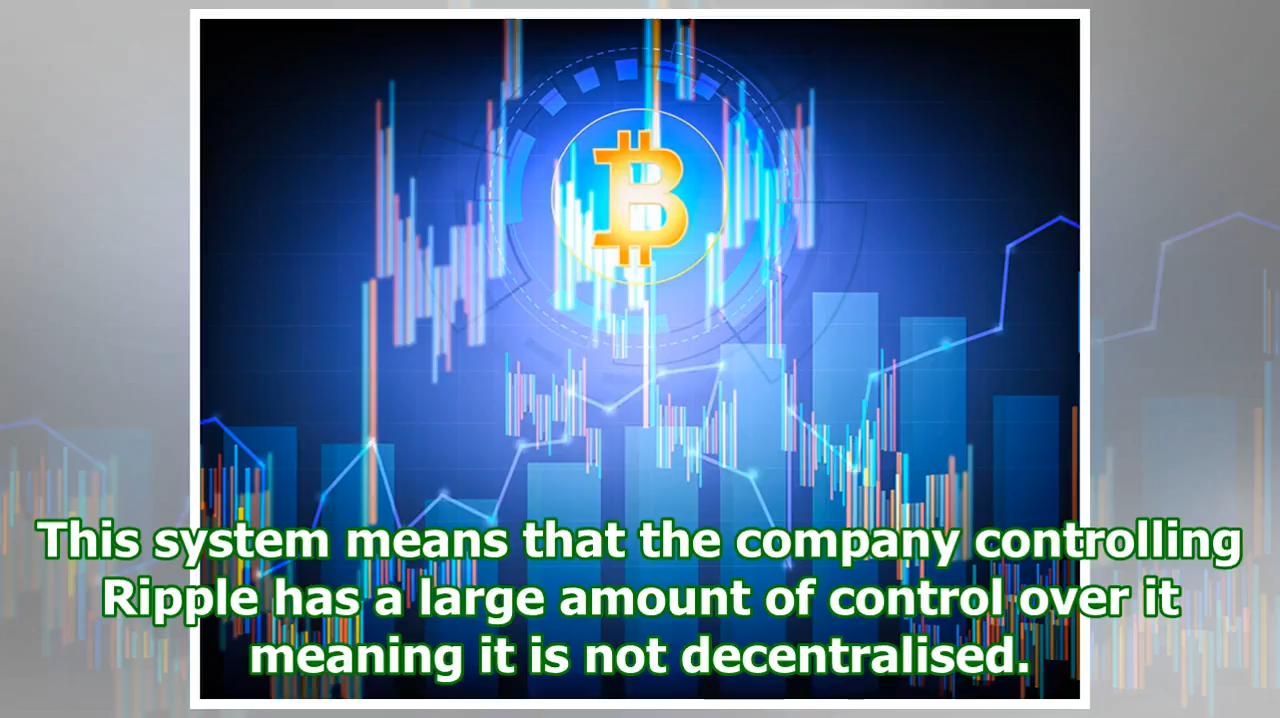 This system means that the company controlling
Ripple has a large amount of control over it
meaning it is not decentralised.